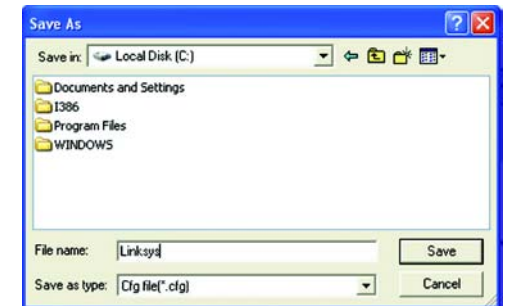 Save As
Save in: Local Disk (C:)
Documents and Settings
I386
Program Files
WINDOWS
File name: Linksys Save
Save as type: Cfg file(*.cfg) Cancel